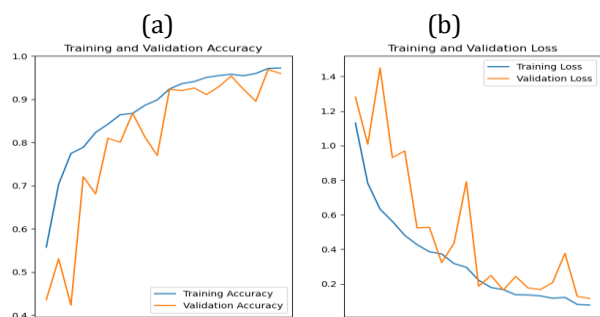 (a)
Training and Validation Accuracy
1.0
0.9
0.8
0.7
0.6
0.5
0.4
Training Accuracy
Validation Accuracy
(b)
Training and Validation Loss
Training Loss
Validation Loss
1.4
1.2
1.0
0.8
0.6
0.4
0.2